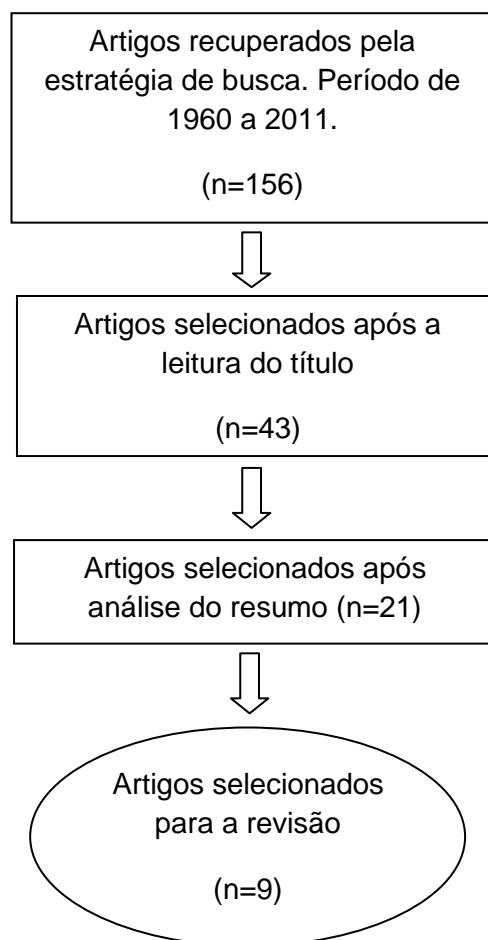 Artigos recuperados pela
estratégia de busca. Período de
1960 a 2011.
(n=156)
Artigos selecionados após a
leitura do título
(n=43)
Artigos selecionados após
análise do resumo (n=21)
Artigos selecionados
para a revisão
(n=9)